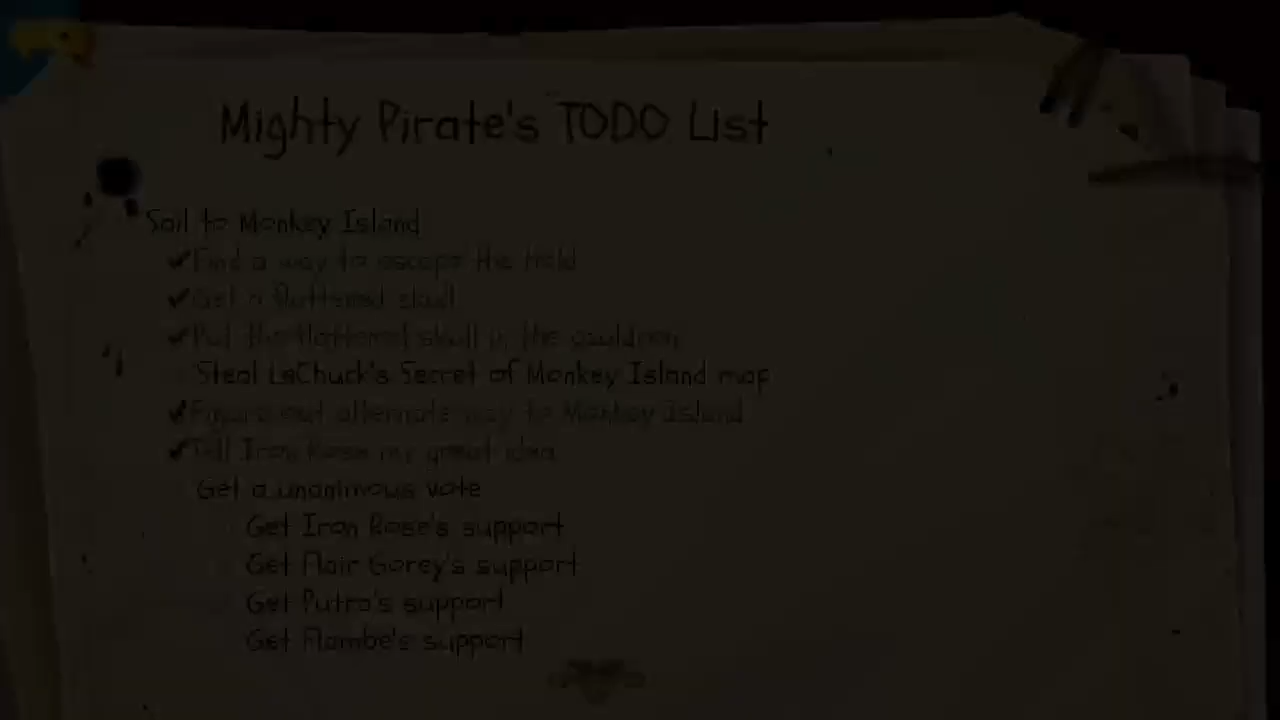 Mighty Pirate's TODO List
Sail to Monkey Island
✔Find a way to escape the hold
✔Get a flattened skull
✔Put the flattened skull in the cauldron
Steal LeChuck's Secret of Monkey Island map
✔Figure out alternate way to Monkey Island
✔Tell Iron Rose my great idea
Get a unanimous vote
Get Iron Rose's support
Get Flair Gorey's support
Get Putra's support
Get Flambe's support